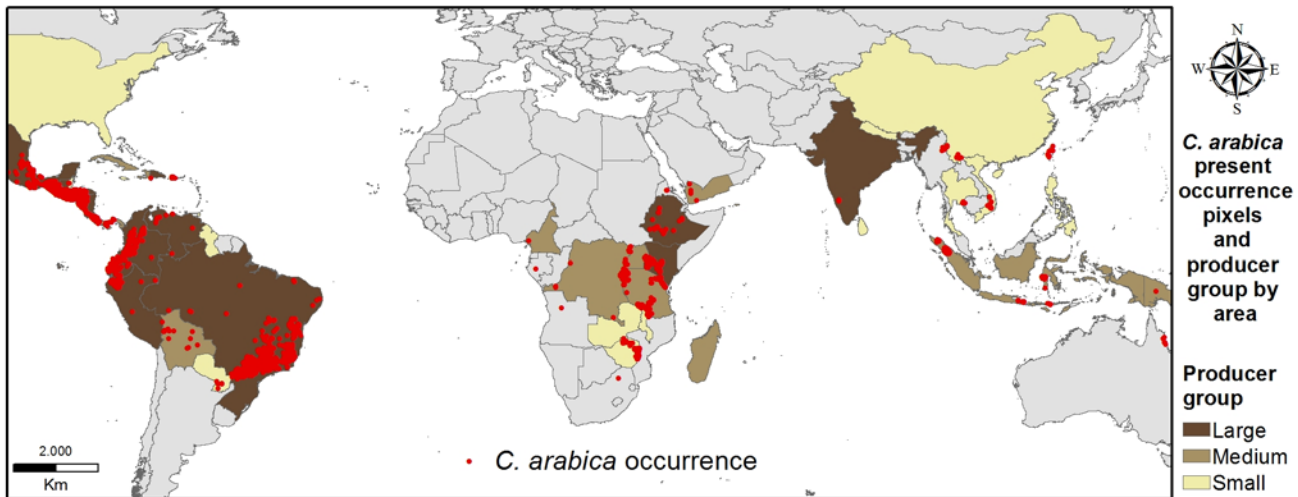 N
W E
S
C. arabica
present
occurrence
pixels
and
producer
group by
area
Producer
group
Large
Medium
Small
2.000
Km
C. arabica occurrence